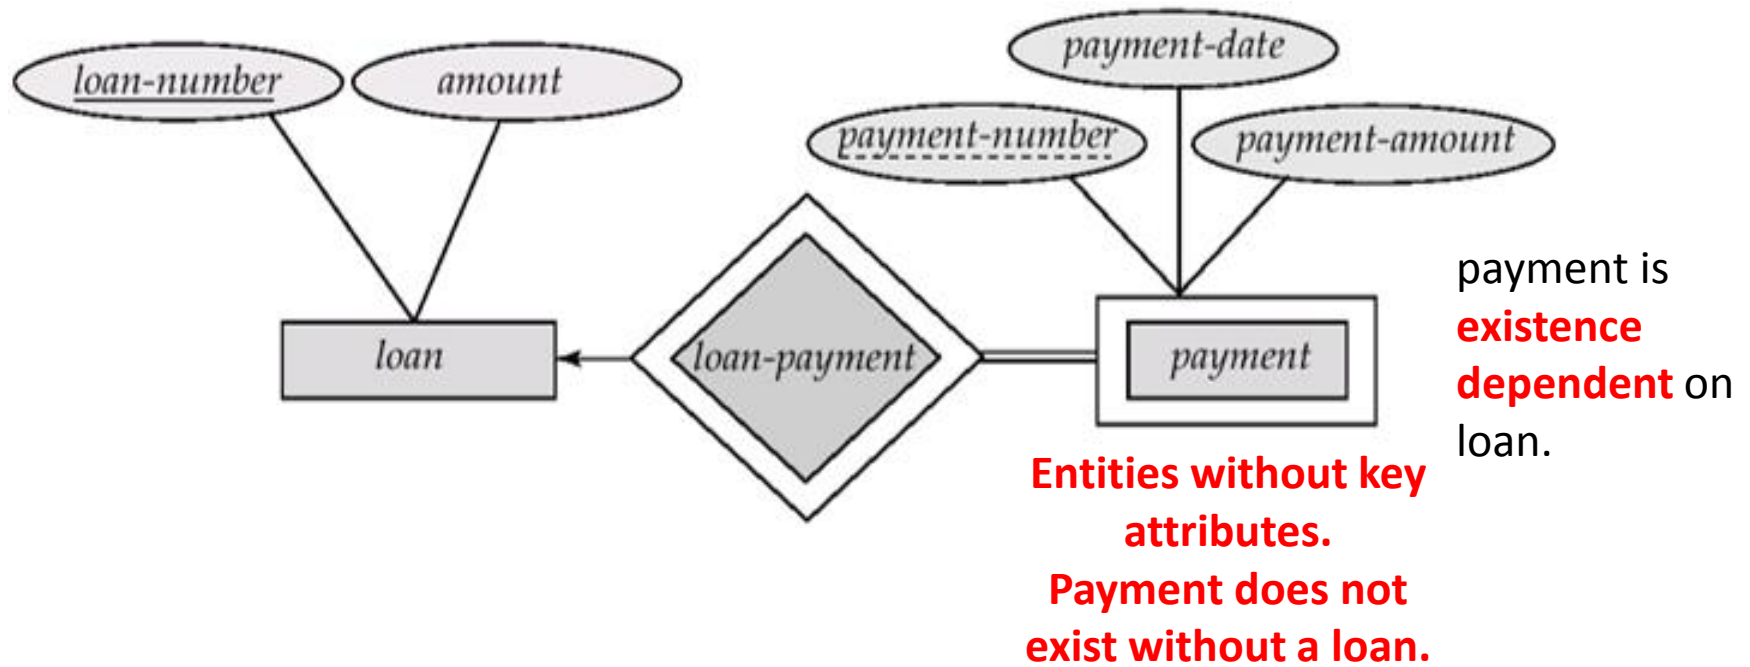 payment-date
loan-number
amount
payment-number
payment-amount
loan
loan-payment
payment
payment is
existence
dependent on
loan.
Entities without key
attributes.
Payment does not
exist without a loan.